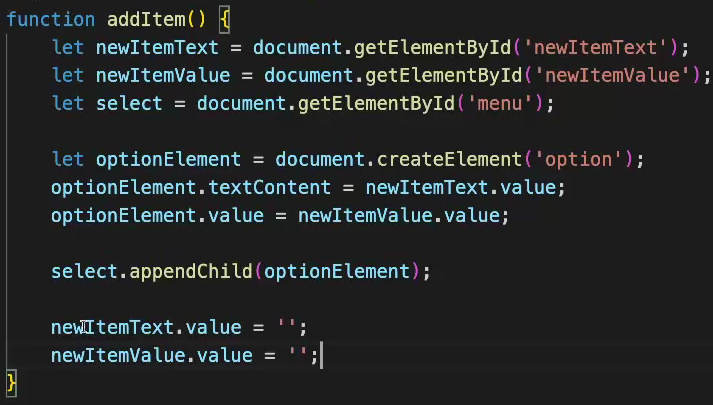 function addItem() {
    let newItemText = document.getElementById('newItemText');
    let newItemValue = document.getElementById('newItemValue');
    let select = document.getElementById('menu');
    let optionElement = document.createElement('option');
    optionElement.textContent = newItemText.value;
    optionElement.value = newItemValue.value;
    select.appendChild(optionElement);
    newItemText.value = '';
    newItemValue.value = '';
}